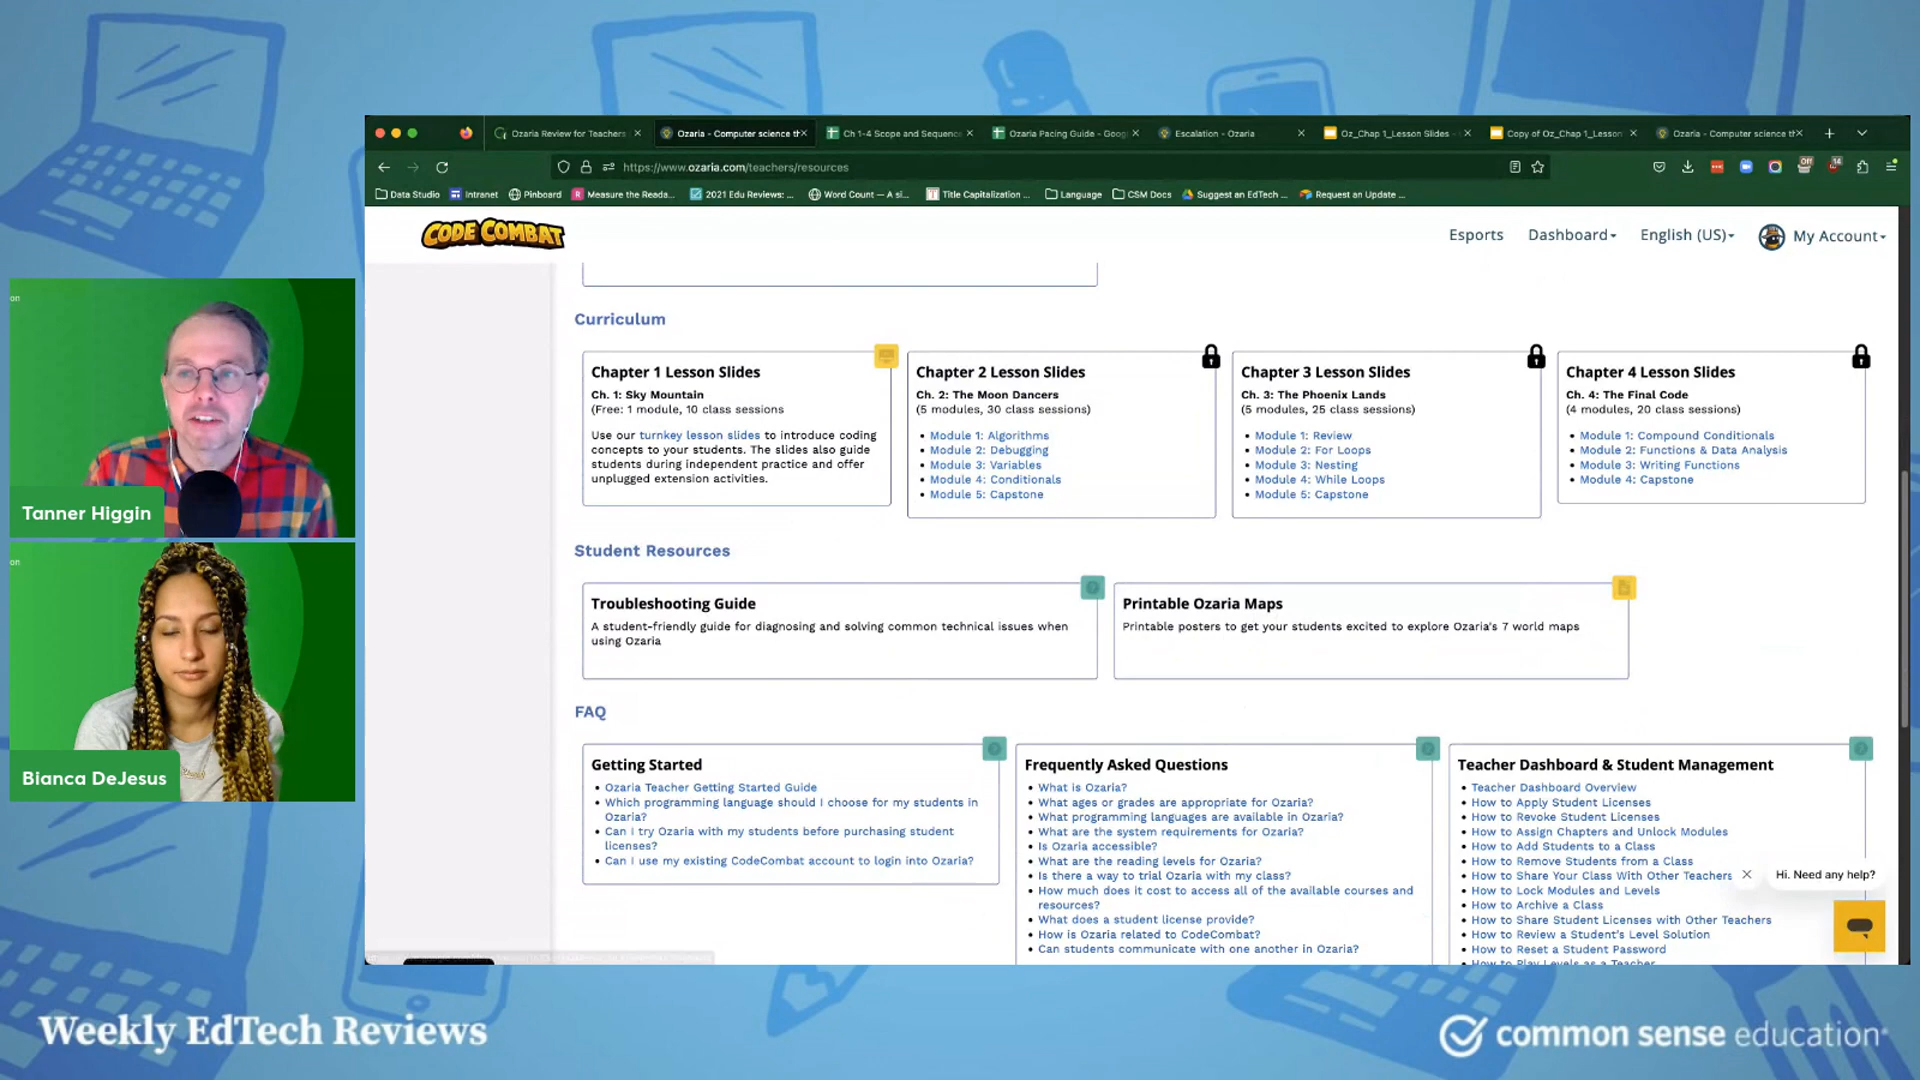 Ozaria Review for Teachers
Ozaria - Computer science th
Ch 1-4 Scope and Sequence
Ozaria Pacing Guide - Goog
Escalation - Ozaria
Oz_Chap 1_Lesson Slides -
Copy of Oz_Chap 1_Lesson
Ozaria - Computer science th
https://www.ozaria.com/teachers/resources
Off
14
Data Studio
Intranet
Pinboard
Measure the Reada...
2021 Edu Reviews: ...
Word Count — A si...
Title Capitalization ...
Language
CSM Docs
Suggest an EdTech ...
Request an Update ...
CODE COMBAT
Esports
Dashboard
English (US)
My Account
Curriculum
Chapter 1 Lesson Slides
Ch. 1: Sky Mountain
(Free: 1 module, 10 class sessions
Use our turnkey lesson slides to introduce coding
concepts to your students. The slides also guide
students during independent practice and offer
unplugged extension activities.
Chapter 2 Lesson Slides
Ch. 2: The Moon Dancers
(5 modules, 30 class sessions)
• Module 1: Algorithms
• Module 2: Debugging
• Module 3: Variables
• Module 4: Conditionals
• Module 5: Capstone
Chapter 3 Lesson Slides
Ch. 3: The Phoenix Lands
(5 modules, 25 class sessions)
• Module 1: Review
• Module 2: For Loops
• Module 3: Nesting
• Module 4: While Loops
• Module 5: Capstone
Chapter 4 Lesson Slides
Ch. 4: The Final Code
(4 modules, 20 class sessions)
• Module 1: Compound Conditionals
• Module 2: Functions & Data Analysis
• Module 3: Writing Functions
• Module 4: Capstone
Student Resources
Troubleshooting Guide
A student-friendly guide for diagnosing and solving common technical issues when
using Ozaria
Printable Ozaria Maps
Printable posters to get your students excited to explore Ozaria's 7 world maps
FAQ
Getting Started
• Ozaria Teacher Getting Started Guide
• Which programming language should I choose for my students in
Ozaria?
• Can I try Ozaria with my students before purchasing student
licenses?
• Can I use my existing CodeCombat account to login into Ozaria?
Frequently Asked Questions
• What is Ozaria?
• What ages or grades are appropriate for Ozaria?
• What programming languages are available in Ozaria?
• What are the system requirements for Ozaria?
• Is Ozaria accessible?
• What are the reading levels for Ozaria?
• Is there a way to trial Ozaria with my class?
• How much does it cost to access all of the available courses and
resources?
• What does a student license provide?
• How is Ozaria related to CodeCombat?
• Can students communicate with one another in Ozaria?
Teacher Dashboard & Student Management
• Teacher Dashboard Overview
• How to Apply Student Licenses
• How to Revoke Student Licenses
• How to Assign Chapters and Unlock Modules
• How to Add Students to a Class
• How to Remove Students from a Class
• How to Share Your Class With Other Teachers
• How to Lock Modules and Levels
• How to Archive a Class
• How to Share Student Licenses with Other Teachers
• How to Review a Student's Level Solution
• How to Reset a Student Password
• How to Play Levels as a Teacher
Hi. Need any help?
on
Tanner Higgin
on
Bianca DeJesus
Weekly EdTech Reviews
common sense education®